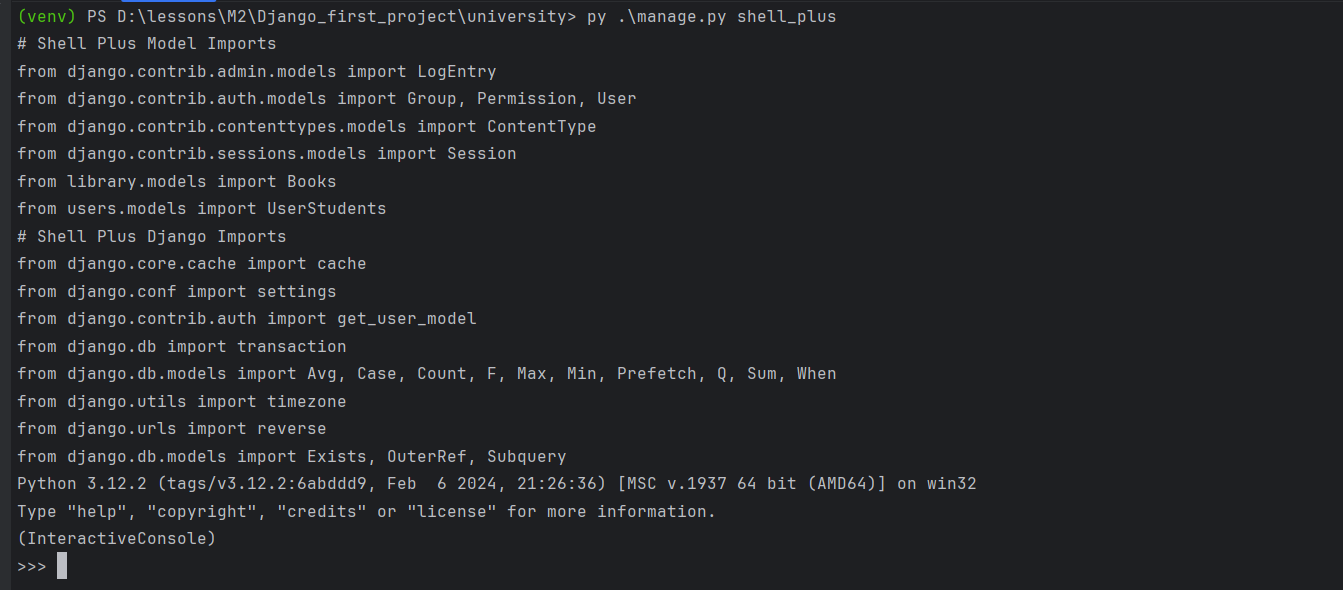 (venv) PS D:\lessons\M2\Django_first_project\university> py .\manage.py shell_plus
# Shell Plus Model Imports
from django.contrib.admin.models import LogEntry
from django.contrib.auth.models import Group, Permission, User
from django.contrib.contenttypes.models import ContentType
from django.contrib.sessions.models import Session
from library.models import Books
from users.models import UserStudents
# Shell Plus Django Imports
from django.core.cache import cache
from django.conf import settings
from django.contrib.auth import get_user_model
from django.db import transaction
from django.db.models import Avg, Case, Count, F, Max, Min, Prefetch, Q, Sum, When
from django.utils import timezone
from django.urls import reverse
from django.db.models import Exists, OuterRef, Subquery
Python 3.12.2 (tags/v3.12.2:6abddd9, Feb  6 2024, 21:26:36) [MSC v.1937 64 bit (AMD64)] on win32
Type "help", "copyright", "credits" or "license" for more information.
(InteractiveConsole)
>>>